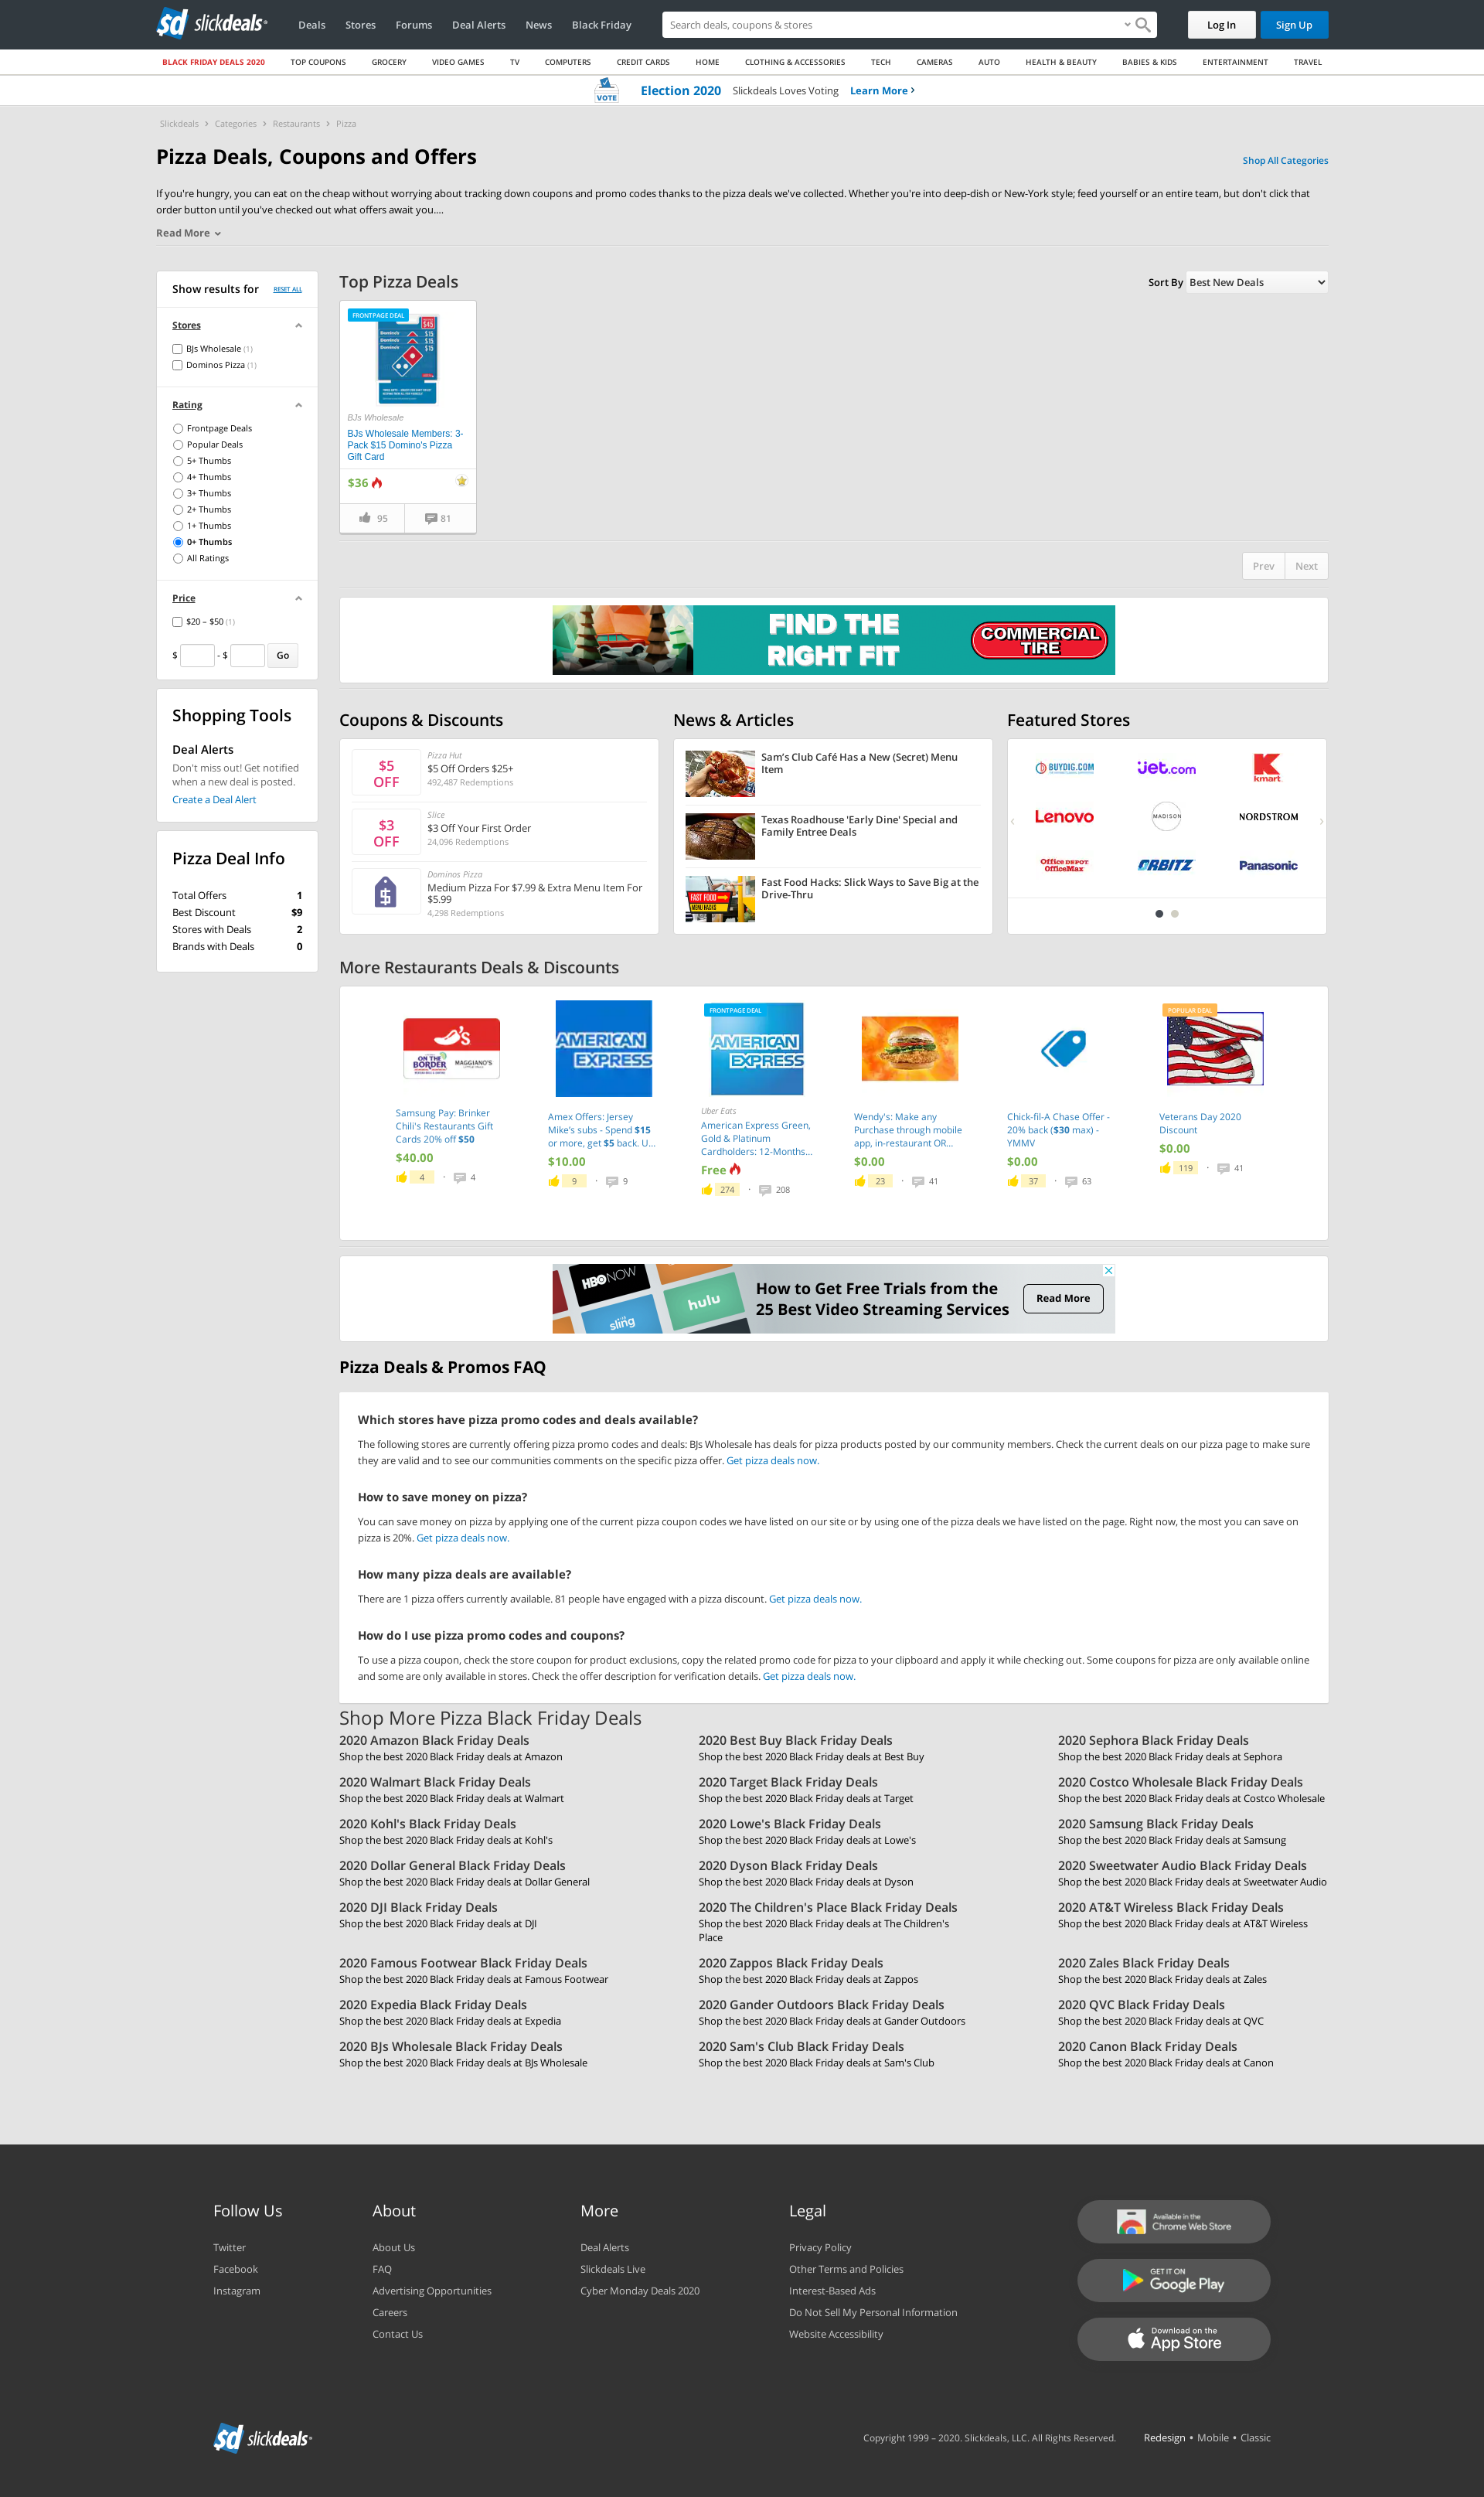 sd slickdeals
Deals
Stores
Forums
Deal Alerts
News
Black Friday
Search deals, coupons & stores
Log In
Sign Up
BLACK FRIDAY DEALS 2020
TOP COUPONS
GROCERY
VIDEO GAMES
TV
COMPUTERS
CREDIT CARDS
HOME
CLOTHING & ACCESSORIES
TECH
CAMERAS
AUTO
HEALTH & BEAUTY
BABIES & KIDS
ENTERTAINMENT
TRAVEL
VOTE
Election 2020 Slickdeals Loves Voting Learn More ›
Slickdeals › Categories › Restaurants › Pizza
Pizza Deals, Coupons and Offers
Shop All Categories
If you're hungry, you can eat on the cheap without worrying about tracking down coupons and promo codes thanks to the pizza deals we've collected. Whether you're into deep-dish or New-York style; feed yourself or an entire team, but don't click that
order button until you've checked out what offers await you....
Read More
Show results for
RESET ALL
Stores
BJs Wholesale (1)
Dominos Pizza (1)
Rating
Frontpage Deals
Popular Deals
5+ Thumbs
4+ Thumbs
3+ Thumbs
2+ Thumbs
1+ Thumbs
0+ Thumbs
All Ratings
Price
$20 – $50 (1)
$ - $ Go
Shopping Tools
Deal Alerts
Don't miss out! Get notified
when a new deal is posted.
Create a Deal Alert
Pizza Deal Info
Total Offers 1
Best Discount $9
Stores with Deals 2
Brands with Deals 0
Top Pizza Deals
Sort By Best New Deals
FRONTPAGE DEAL
$45
Domino's $15
Domino's $15
Domino's $15
BJs Wholesale
BJs Wholesale Members: 3-
Pack $15 Domino's Pizza
Gift Card
$36
95
81
Prev
Next
FIND THE
RIGHT FIT
COMMERCIAL
TIRE
Coupons & Discounts
$5
OFF
Pizza Hut
$5 Off Orders $25+
492,487 Redemptions
$3
OFF
Slice
$3 Off Your First Order
24,096 Redemptions
$
Dominos Pizza
Medium Pizza For $7.99 & Extra Menu Item For
$5.99
4,298 Redemptions
News & Articles
Sam's Club Café Has a New (Secret) Menu
Item
Texas Roadhouse 'Early Dine' Special and
Family Entree Deals
FAST FOOD
MENU HACKS
Fast Food Hacks: Slick Ways to Save Big at the
Drive-Thru
Featured Stores
BUYDIG.COM
jet.com
kmart
Lenovo
MADISON
NORDSTROM
Office DEPOT
OfficeMax
ORBITZ
Panasonic
More Restaurants Deals & Discounts
ON THE
BORDER
MAGGIANO'S
Samsung Pay: Brinker
Chili's Restaurants Gift
Cards 20% off $50
$40.00
4 · 4
AMERICAN
EXPRESS
Amex Offers: Jersey
Mike's subs - Spend $15
or more, get $5 back. U...
$10.00
9 · 9
FRONTPAGE DEAL
AMERICAN
EXPRESS
Uber Eats
American Express Green,
Gold & Platinum
Cardholders: 12-Months...
Free
274 · 208
Wendy's: Make any
Purchase through mobile
app, in-restaurant OR...
$0.00
23 · 41
Chick-fil-A Chase Offer -
20% back ($30 max) -
YMMV
$0.00
37 · 63
POPULAR DEAL
Veterans Day 2020
Discount
$0.00
119 · 41
HBO NOW
sling
hulu
How to Get Free Trials from the
25 Best Video Streaming Services
Read More
Pizza Deals & Promos FAQ
Which stores have pizza promo codes and deals available?
The following stores are currently offering pizza promo codes and deals: BJs Wholesale has deals for pizza products posted by our community members. Check the current deals on our pizza page to make sure
they are valid and to see our communities comments on the specific pizza offer. Get pizza deals now.
How to save money on pizza?
You can save money on pizza by applying one of the current pizza coupon codes we have listed on our site or by using one of the pizza deals we have listed on the page. Right now, the most you can save on
pizza is 20%. Get pizza deals now.
How many pizza deals are available?
There are 1 pizza offers currently available. 81 people have engaged with a pizza discount. Get pizza deals now.
How do I use pizza promo codes and coupons?
To use a pizza coupon, check the store coupon for product exclusions, copy the related promo code for pizza to your clipboard and apply it while checking out. Some coupons for pizza are only available online
and some are only available in stores. Check the offer description for verification details. Get pizza deals now.
Shop More Pizza Black Friday Deals
2020 Amazon Black Friday Deals
Shop the best 2020 Black Friday deals at Amazon
2020 Best Buy Black Friday Deals
Shop the best 2020 Black Friday deals at Best Buy
2020 Sephora Black Friday Deals
Shop the best 2020 Black Friday deals at Sephora
2020 Walmart Black Friday Deals
Shop the best 2020 Black Friday deals at Walmart
2020 Target Black Friday Deals
Shop the best 2020 Black Friday deals at Target
2020 Costco Wholesale Black Friday Deals
Shop the best 2020 Black Friday deals at Costco Wholesale
2020 Kohl's Black Friday Deals
Shop the best 2020 Black Friday deals at Kohl's
2020 Lowe's Black Friday Deals
Shop the best 2020 Black Friday deals at Lowe's
2020 Samsung Black Friday Deals
Shop the best 2020 Black Friday deals at Samsung
2020 Dollar General Black Friday Deals
Shop the best 2020 Black Friday deals at Dollar General
2020 Dyson Black Friday Deals
Shop the best 2020 Black Friday deals at Dyson
2020 Sweetwater Audio Black Friday Deals
Shop the best 2020 Black Friday deals at Sweetwater Audio
2020 DJI Black Friday Deals
Shop the best 2020 Black Friday deals at DJI
2020 The Children's Place Black Friday Deals
Shop the best 2020 Black Friday deals at The Children's
Place
2020 AT&T Wireless Black Friday Deals
Shop the best 2020 Black Friday deals at AT&T Wireless
2020 Famous Footwear Black Friday Deals
Shop the best 2020 Black Friday deals at Famous Footwear
2020 Zappos Black Friday Deals
Shop the best 2020 Black Friday deals at Zappos
2020 Zales Black Friday Deals
Shop the best 2020 Black Friday deals at Zales
2020 Expedia Black Friday Deals
Shop the best 2020 Black Friday deals at Expedia
2020 Gander Outdoors Black Friday Deals
Shop the best 2020 Black Friday deals at Gander Outdoors
2020 QVC Black Friday Deals
Shop the best 2020 Black Friday deals at QVC
2020 BJs Wholesale Black Friday Deals
Shop the best 2020 Black Friday deals at BJs Wholesale
2020 Sam's Club Black Friday Deals
Shop the best 2020 Black Friday deals at Sam's Club
2020 Canon Black Friday Deals
Shop the best 2020 Black Friday deals at Canon
Follow Us
Twitter
Facebook
Instagram
About
About Us
FAQ
Advertising Opportunities
Careers
Contact Us
More
Deal Alerts
Slickdeals Live
Cyber Monday Deals 2020
Legal
Privacy Policy
Other Terms and Policies
Interest-Based Ads
Do Not Sell My Personal Information
Website Accessibility
Available in the
Chrome Web Store
GET IT ON
Google Play
Download on the
App Store
sd slickdeals
Copyright 1999 – 2020. Slickdeals, LLC. All Rights Reserved.
Redesign • Mobile • Classic